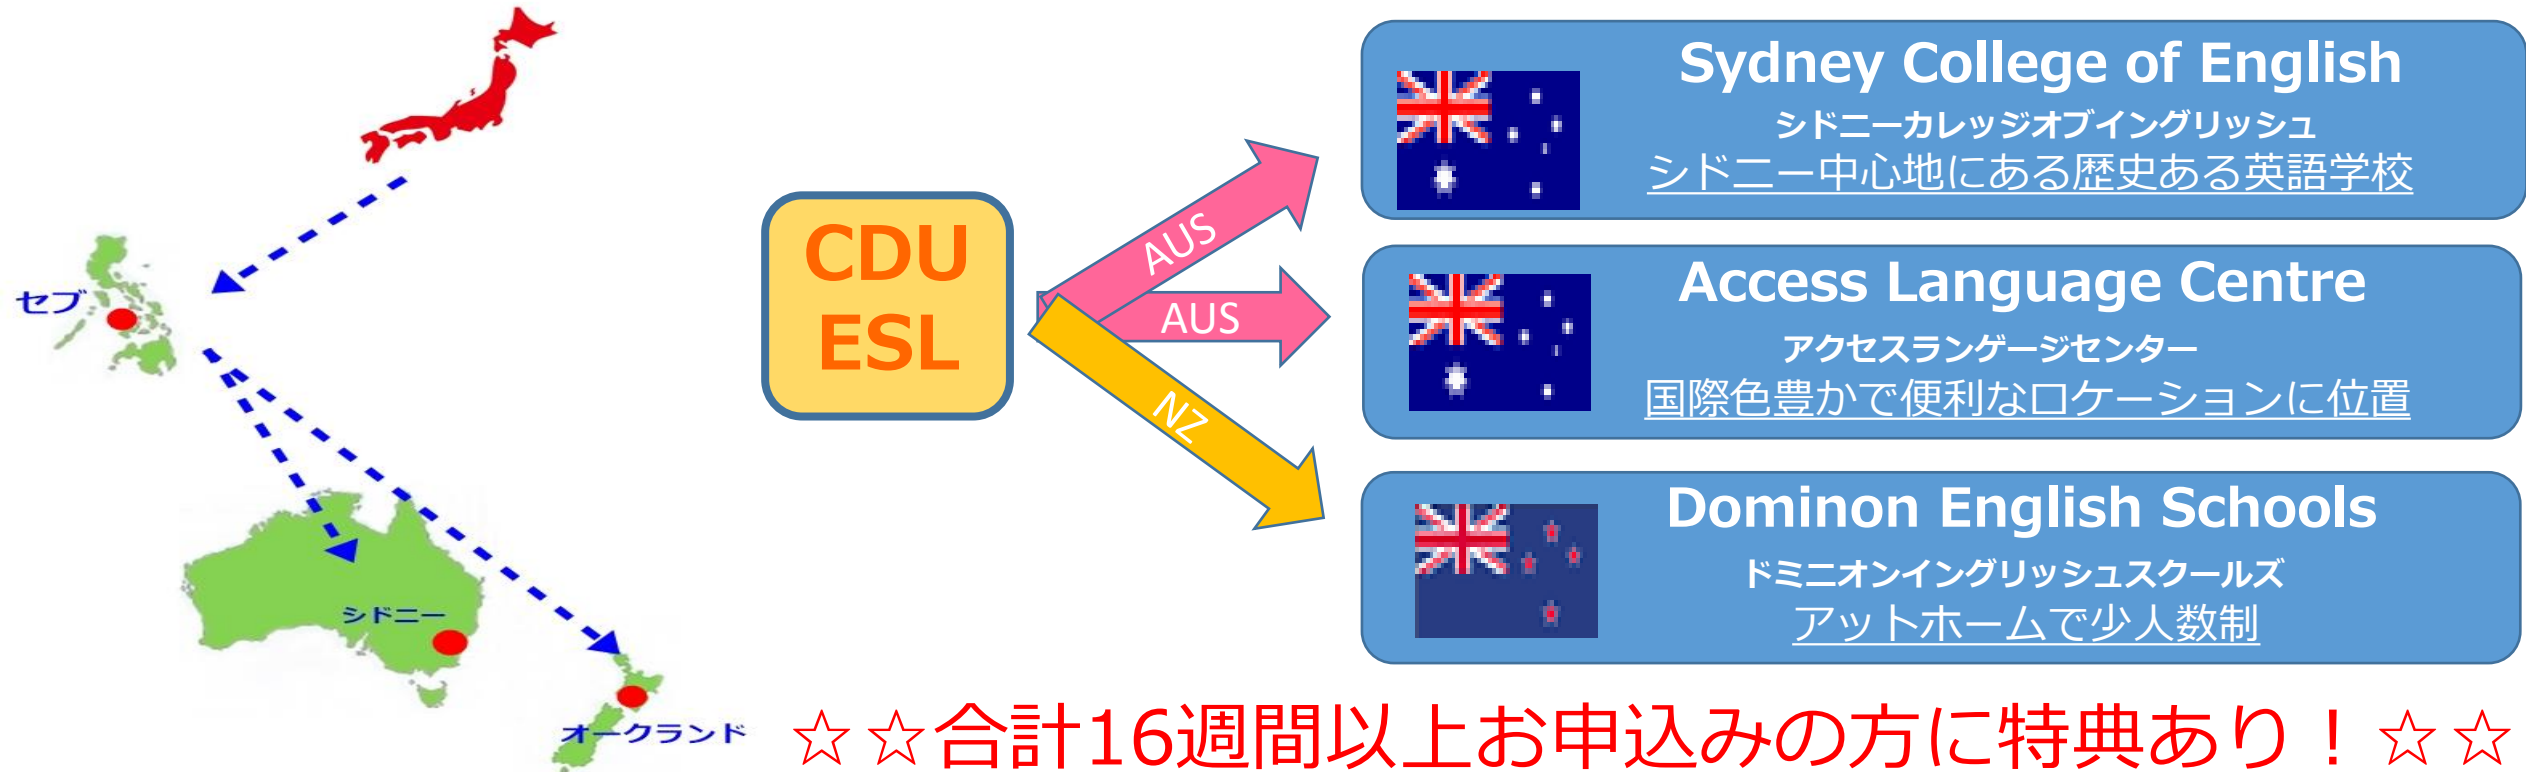 セブ
シドニー
オークランド
CDU
ESL
AUS
AUS
NZ
Sydney College of English
シドニーカレッジオブイングリッシュ
シドニー中心地にある歴史ある英語学校
Access Language Centre
アクセスランゲージセンター
国際色豊かで便利なロケーションに位置
Dominon English Schools
ドミニオンイングリッシュスクールズ
アットホームで少人数制
☆☆合計16週間以上お申込みの方に特典あり！☆☆